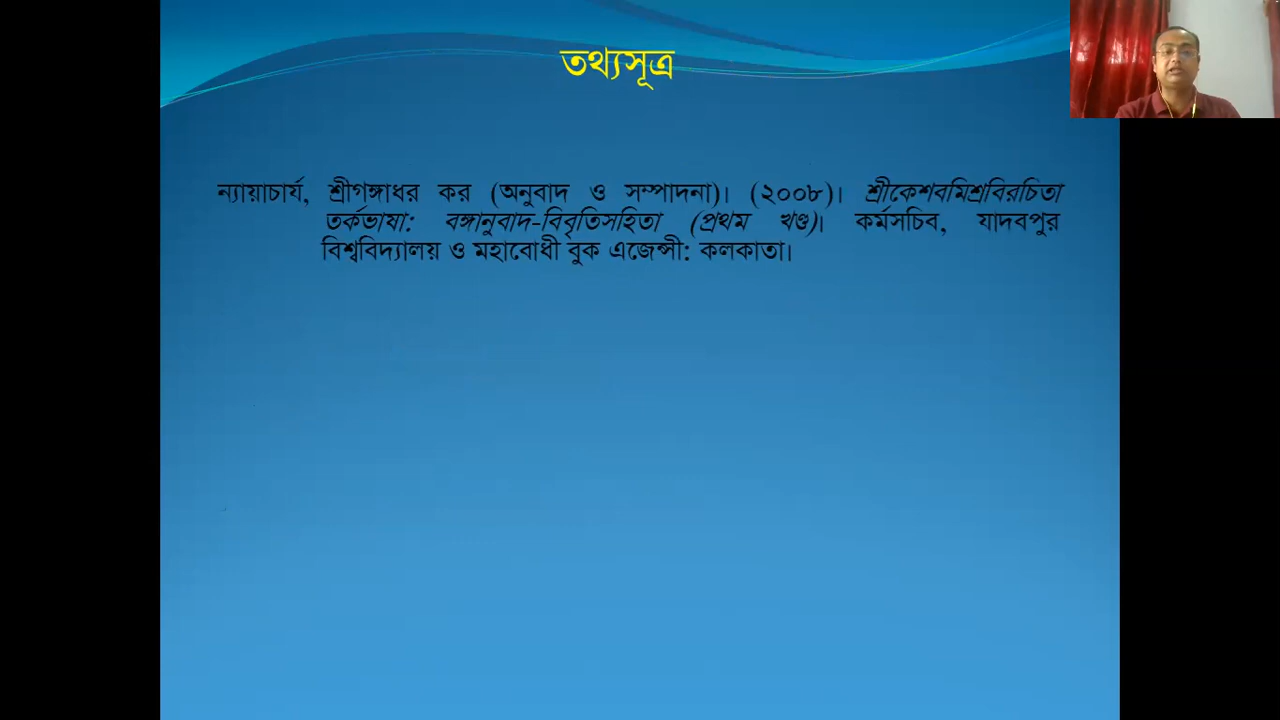 তথ্যসূত্র
ন্যায়াচার্য, শ্রীগঙ্গাধর কর (অনুবাদ ও সম্পাদনা)। (২০০৮)। শ্রীকেশবমিশ্রবিরচিতা
তর্কভাষা: বঙ্গানুবাদ-বিবৃতিসহিতা (প্রথম খণ্ড)। কর্মসচিব, যাদবপুর
বিশ্ববিদ্যালয় ও মহাবোধী বুক এজেন্সী: কলকাতা।